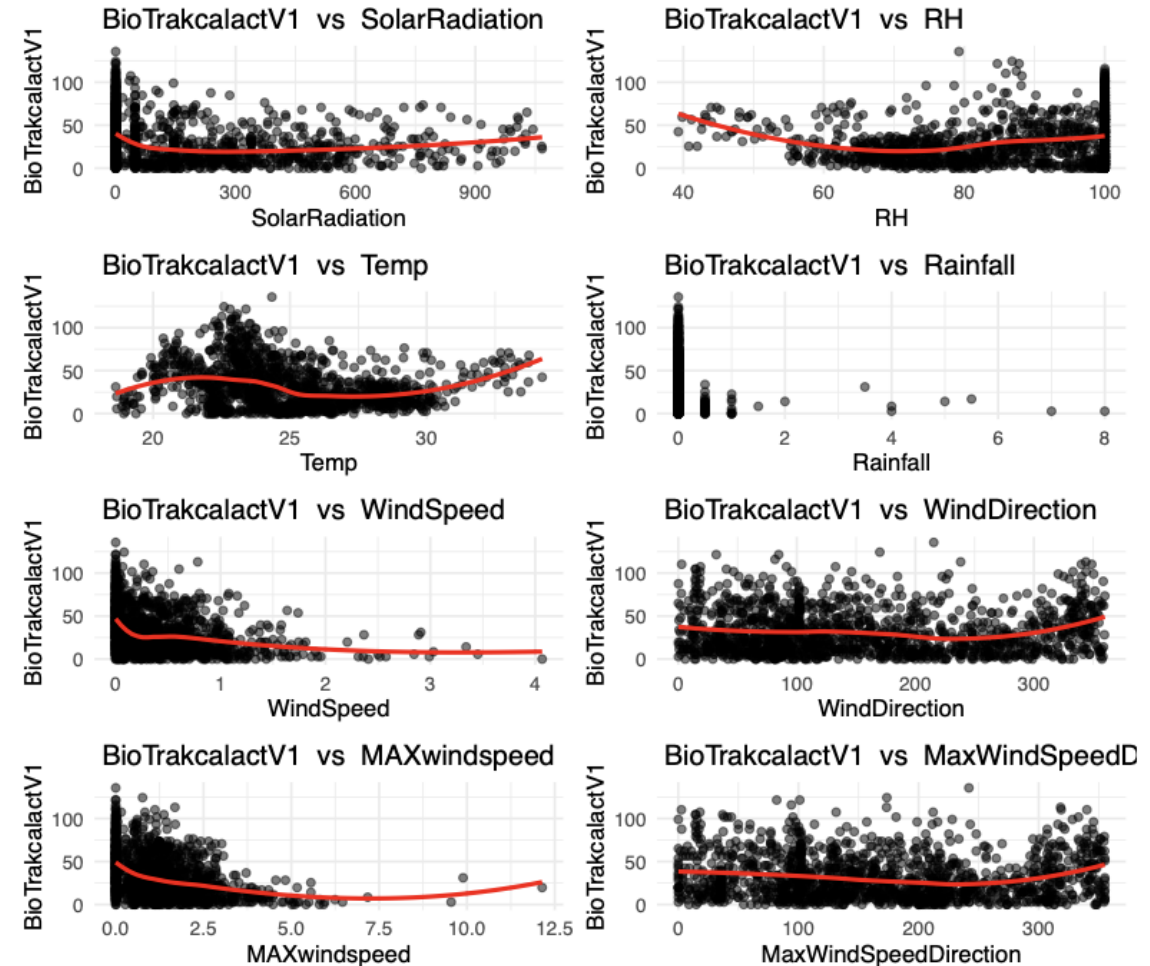 BioTrakcalactV1 vs SolarRadiation
BioTrakcalactV1
100
50
0
0 300 600 900
SolarRadiation
BioTrakcalactV1 vs RH
BioTrakcalactV1
100
50
0
40 60 80 100
RH
BioTrakcalactV1 vs Temp
BioTrakcalactV1
100
50
0
20 25 30
Temp
BioTrakcalactV1 vs Rainfall
BioTrakcalactV1
100
50
0
0 2 4 6 8
Rainfall
BioTrakcalactV1 vs WindSpeed
BioTrakcalactV1
100
50
0
0 1 2 3 4
WindSpeed
BioTrakcalactV1 vs WindDirection
BioTrakcalactV1
100
50
0
0 100 200 300
WindDirection
BioTrakcalactV1 vs MAXwindspeed
BioTrakcalactV1
100
50
0
0.0 2.5 5.0 7.5 10.0 12.5
MAXwindspeed
BioTrakcalactV1 vs MaxWindSpeedD
BioTrakcalactV1
100
50
0
0 100 200 300
MaxWindSpeedDirection